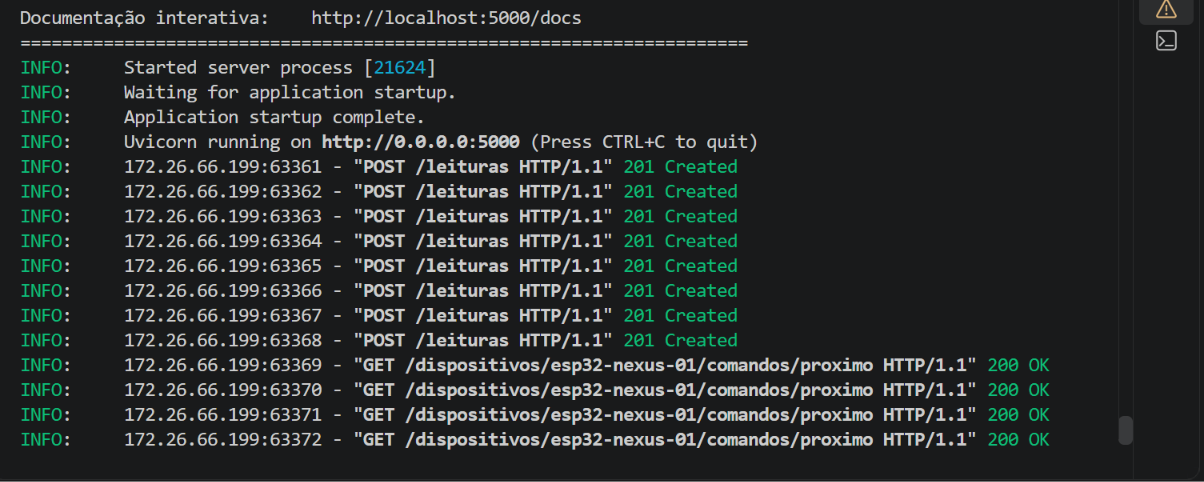 Documentação interativa:    http://localhost:5000/docs
======================================================================
INFO:     Started server process [21624]
INFO:     Waiting for application startup.
INFO:     Application startup complete.
INFO:     Uvicorn running on http://0.0.0.0:5000 (Press CTRL+C to quit)
INFO:     172.26.66.199:63361 - "POST /leituras HTTP/1.1" 201 Created
INFO:     172.26.66.199:63362 - "POST /leituras HTTP/1.1" 201 Created
INFO:     172.26.66.199:63363 - "POST /leituras HTTP/1.1" 201 Created
INFO:     172.26.66.199:63364 - "POST /leituras HTTP/1.1" 201 Created
INFO:     172.26.66.199:63365 - "POST /leituras HTTP/1.1" 201 Created
INFO:     172.26.66.199:63366 - "POST /leituras HTTP/1.1" 201 Created
INFO:     172.26.66.199:63367 - "POST /leituras HTTP/1.1" 201 Created
INFO:     172.26.66.199:63368 - "POST /leituras HTTP/1.1" 201 Created
INFO:     172.26.66.199:63369 - "GET /dispositivos/esp32-nexus-01/comandos/proximo HTTP/1.1" 200 OK
INFO:     172.26.66.199:63370 - "GET /dispositivos/esp32-nexus-01/comandos/proximo HTTP/1.1" 200 OK
INFO:     172.26.66.199:63371 - "GET /dispositivos/esp32-nexus-01/comandos/proximo HTTP/1.1" 200 OK
INFO:     172.26.66.199:63372 - "GET /dispositivos/esp32-nexus-01/comandos/proximo HTTP/1.1" 200 OK